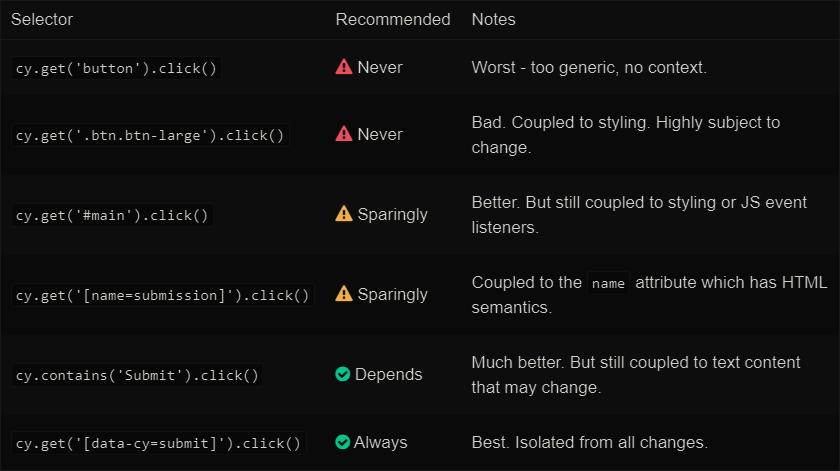 Selector Recommended Notes
cy.get('button').click() Never Worst - too generic, no context.
cy.get('.btn.btn-large').click() Never Bad. Coupled to styling. Highly subject to
change.
cy.get('#main').click() Sparingly Better. But still coupled to styling or JS event
listeners.
cy.get('[name=submission]').click() Sparingly Coupled to the name attribute which has HTML
semantics.
cy.contains('Submit').click() Depends Much better. But still coupled to text content
that may change.
cy.get('[data-cy=submit]').click() Always Best. Isolated from all changes.